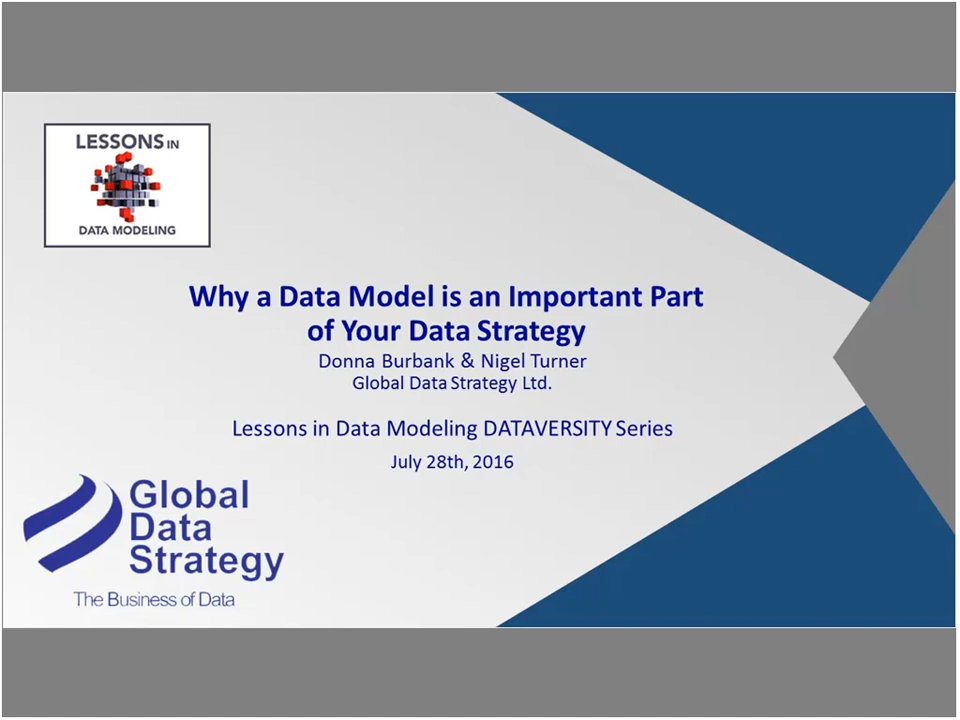 LESSONS IN
DATA MODELING
Why a Data Model is an Important Part
of Your Data Strategy
Donna Burbank & Nigel Turner
Global Data Strategy Ltd.
Lessons in Data Modeling DATAVERSITY Series
July 28th, 2016
Global
Data
Strategy
The Business of Data